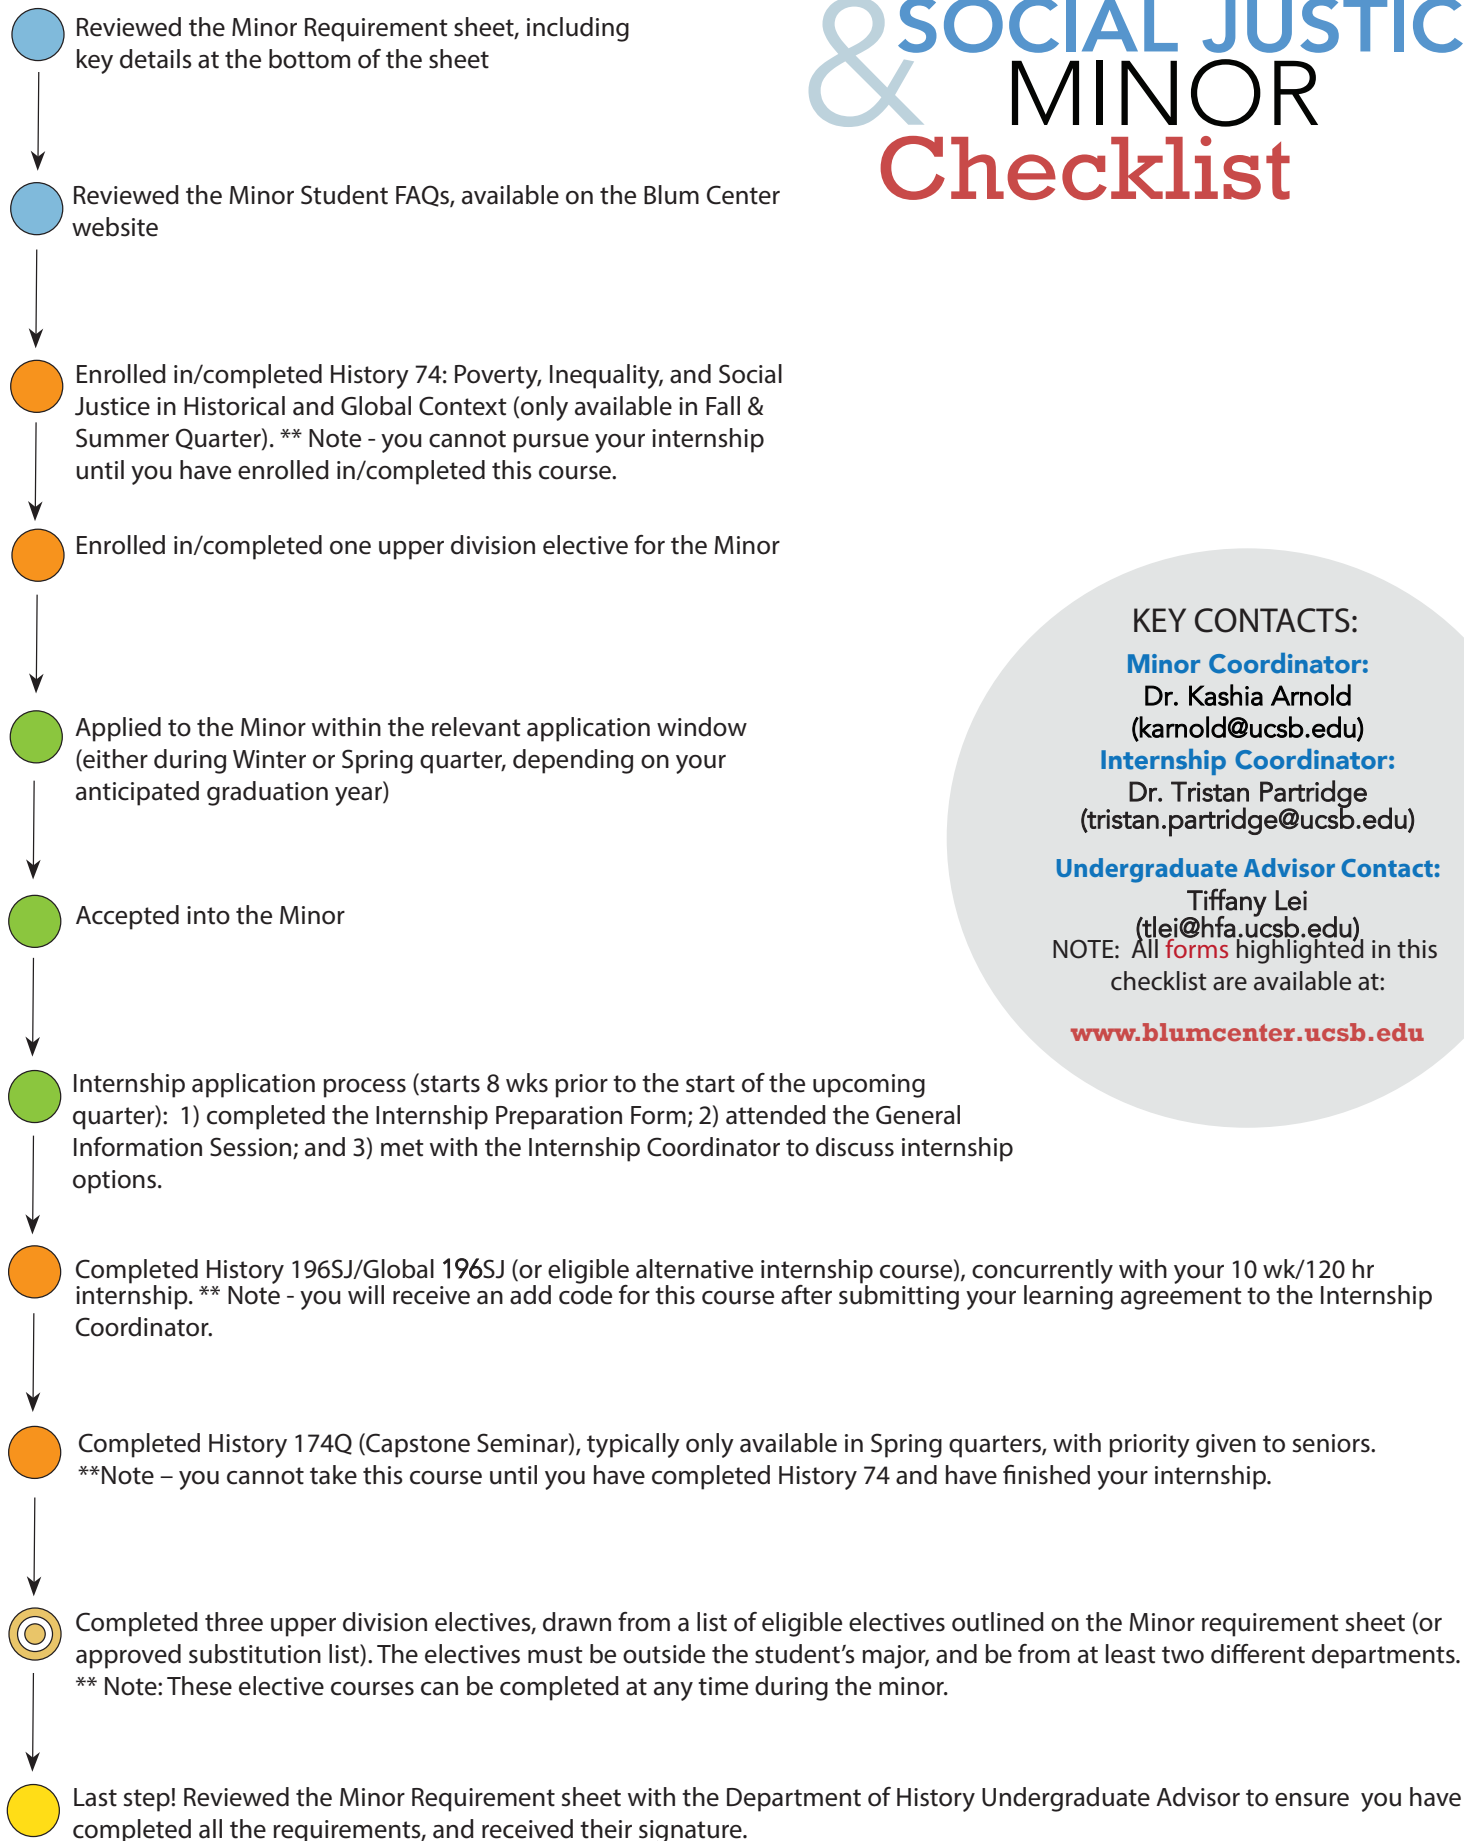 & SOCIAL JUSTIC
MINOR
Checklist
Reviewed the Minor Requirement sheet, including
key details at the bottom of the sheet
Reviewed the Minor Student FAQs, available on the Blum Center
website
Enrolled in/completed History 74: Poverty, Inequality, and Social
Justice in Historical and Global Context (only available in Fall &
Summer Quarter). ** Note - you cannot pursue your internship
until you have enrolled in/completed this course.
Enrolled in/completed one upper division elective for the Minor
Applied to the Minor within the relevant application window
(either during Winter or Spring quarter, depending on your
anticipated graduation year)
Accepted into the Minor
KEY CONTACTS:
Minor Coordinator:
Dr. Kashia Arnold
(karnold@ucsb.edu)
Internship Coordinator:
Dr. Tristan Partridge
(tristan.partridge@ucsb.edu)
Undergraduate Advisor Contact:
Tiffany Lei
(tlei@hfa.ucsb.edu)
NOTE: All forms highlighted in this
checklist are available at:
www.blumcenter.ucsb.edu
Internship application process (starts 8 wks prior to the start of the upcoming
quarter): 1) completed the Internship Preparation Form; 2) attended the General
Information Session; and 3) met with the Internship Coordinator to discuss internship
options.
Completed History 196SJ/Global 196SJ (or eligible alternative internship course), concurrently with your 10 wk/120 hr
internship. ** Note - you will receive an add code for this course after submitting your learning agreement to the Internship
Coordinator.
Completed History 174Q (Capstone Seminar), typically only available in Spring quarters, with priority given to seniors.
**Note – you cannot take this course until you have completed History 74 and have finished your internship.
Completed three upper division electives, drawn from a list of eligible electives outlined on the Minor requirement sheet (or
approved substitution list). The electives must be outside the student’s major, and be from at least two different departments.
** Note: These elective courses can be completed at any time during the minor.
Last step! Reviewed the Minor Requirement sheet with the Department of History Undergraduate Advisor to ensure you have
completed all the requirements, and received their signature.